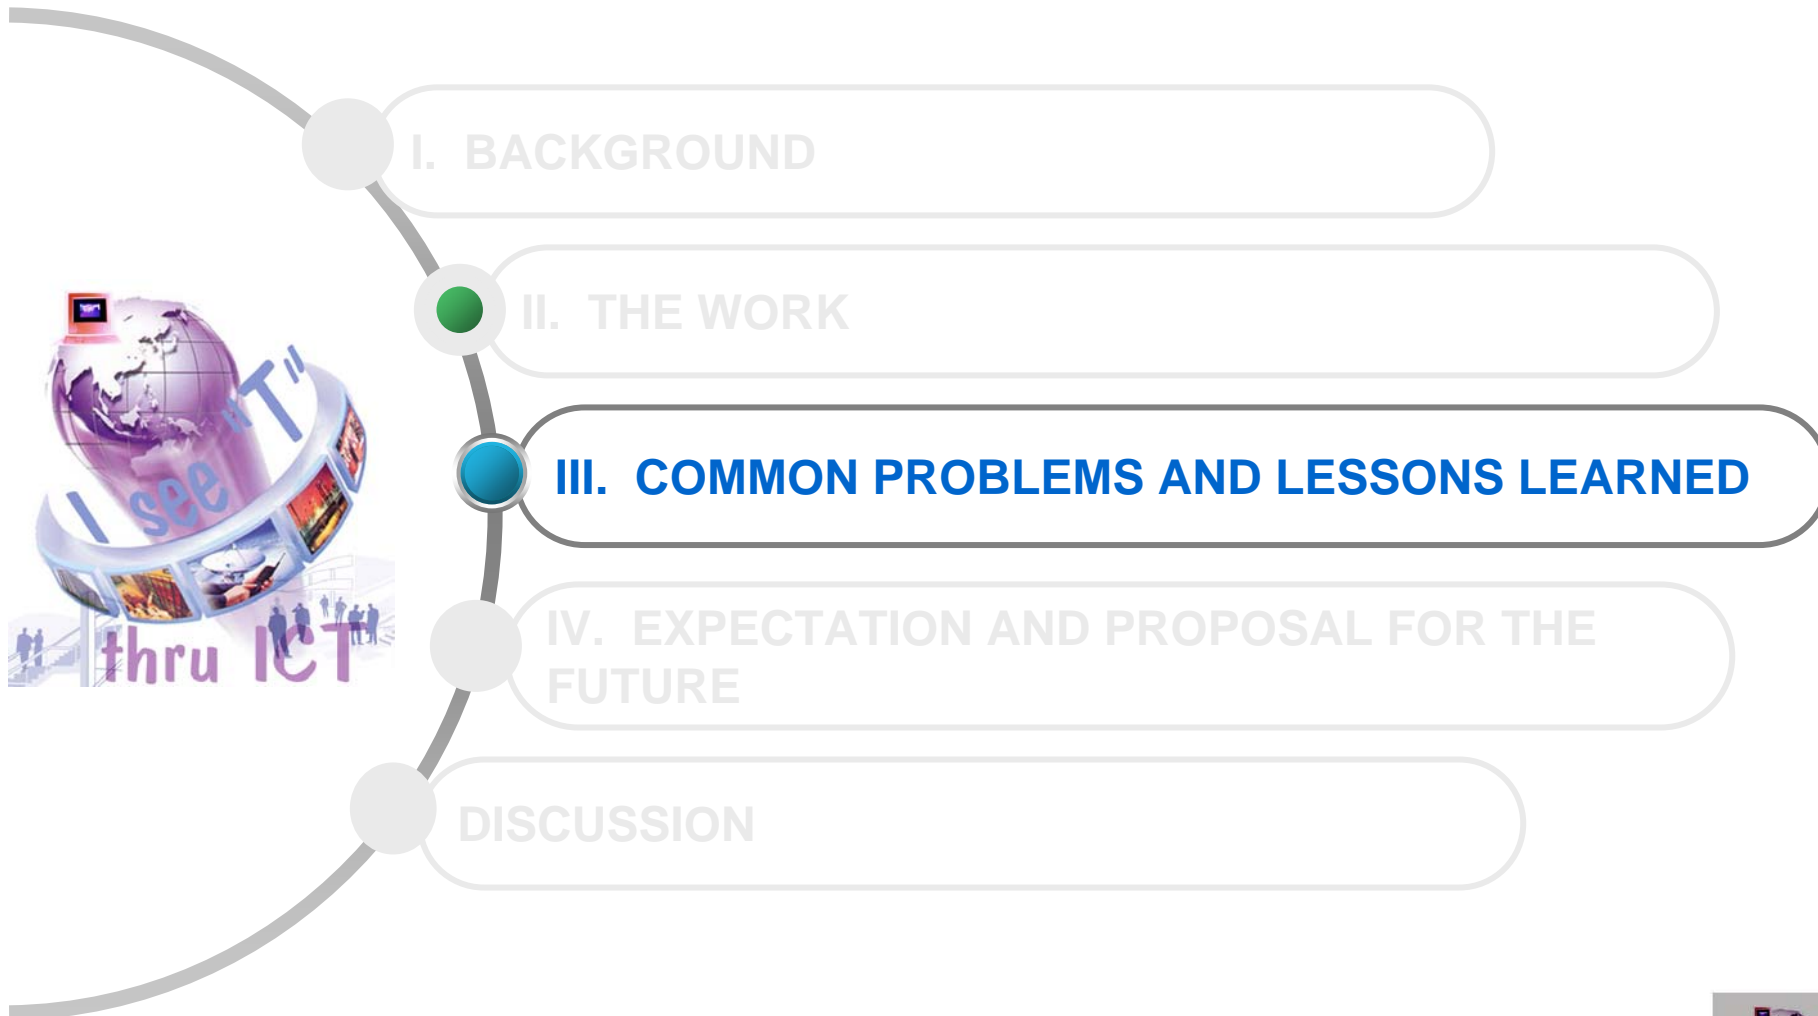 I. BACKGROUND
II. THE WORK
I see "T"
thru ICT
III. COMMON PROBLEMS AND LESSONS LEARNED
IV. EXPECTATION AND PROPOSAL FOR THE
FUTURE
DISCUSSION